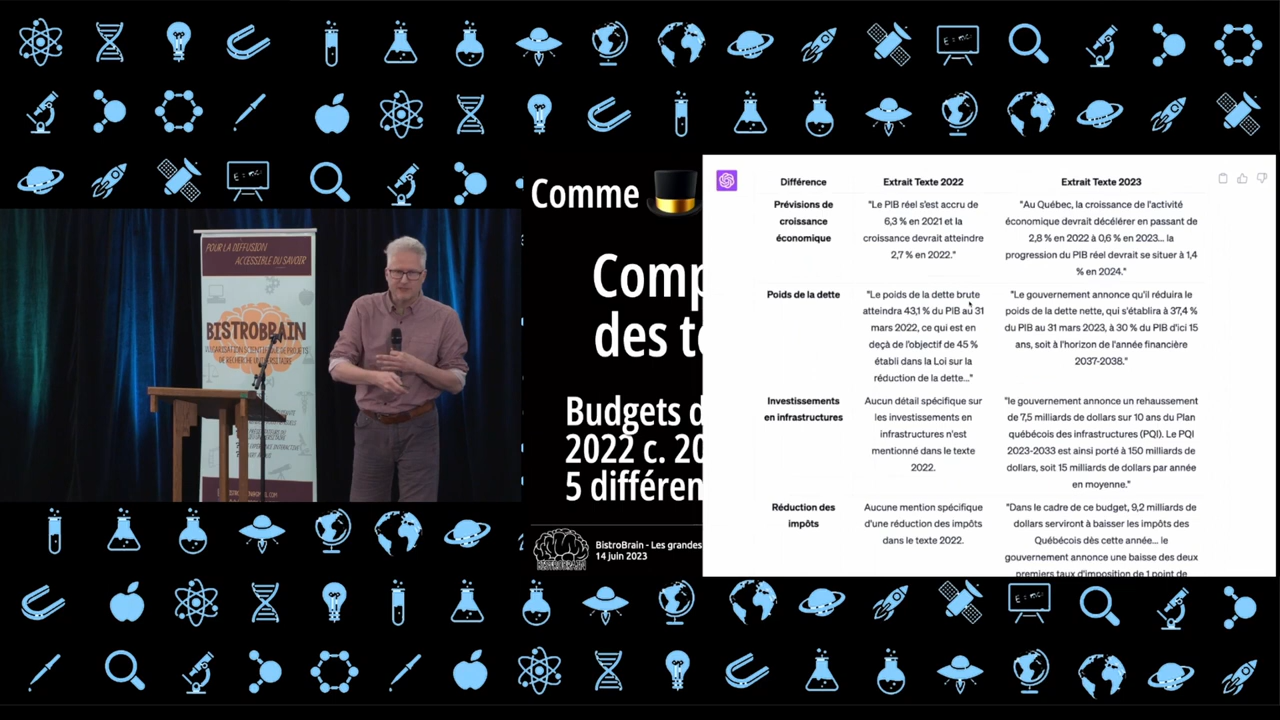 POUR LA DIFFUSION
ACCESSIBLE DU SAVOIR
BISTROBRAIN
DE RECHERCHE UNIVERSITAIRE
Comme
Comp
des te
Budgets d
2022 c. 20
5 différen
BISTROBRAIN
BistroBrain - Les grandes
14 juin 2023
Différence
Extrait Texte 2022
Extrait Texte 2023
Prévisions de
croissance
économique
"Le PIB réel s'est accru de
6,3 % en 2021 et la
croissance devrait atteindre
2,7 % en 2022."
"Au Québec, la croissance de l'activité
économique devrait décélérer en passant de
2,8 % en 2022 à 0,6 % en 2023... la
progression du PIB réel devrait se situer à 1,4
% en 2024."
Poids de la dette
"Le poids de la dette brute
atteindra 43,1 % du PIB au 31
mars 2022, ce qui est en
deçà de l'objectif de 45 %
établi dans la Loi sur la
réduction de la dette..."
"Le gouvernement annonce qu'il réduira le
poids de la dette nette, qui s'établira à 37,4 %
du PIB au 31 mars 2023, à 30 % du PIB d'ici 15
ans, soit à l'horizon de l'année financière
2037-2038."
Investissements
en infrastructures
Aucun détail spécifique sur
les investissements en
infrastructures n'est
mentionné dans le texte
2022.
"le gouvernement annonce un rehaussement
de 7,5 milliards de dollars sur 10 ans du Plan
québécois des infrastructures (PQI). Le PQI
2023-2033 est ainsi porté à 150 milliards de
dollars, soit 15 milliards de dollars par année
en moyenne."
Réduction des
impôts
Aucune mention spécifique
d'une réduction des impôts
dans le texte 2022.
"Dans le cadre de ce budget, 9,2 milliards de
dollars serviront à baisser les impôts des
Québécois dès cette année... le
gouvernement annonce une baisse des deux
premiers taux d'imposition de 1 point de